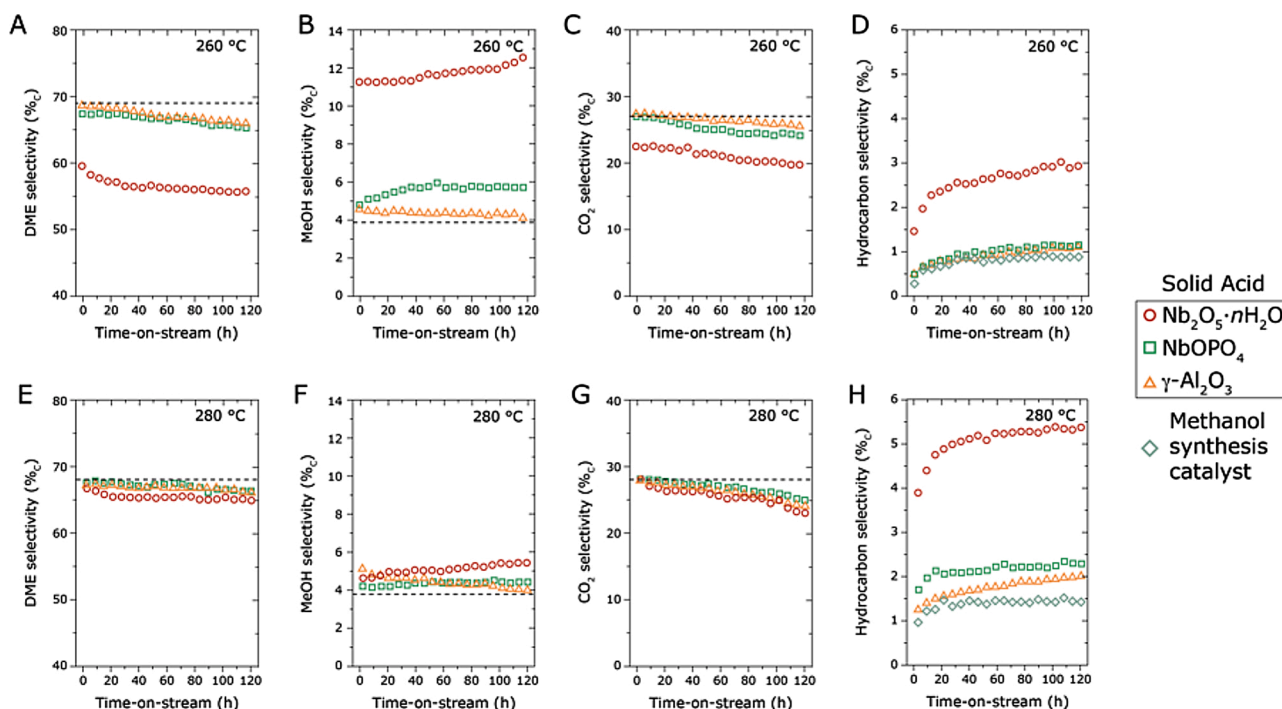 A
260 °C
DME selectivity (%C)
80
70
60
50
40
0 20 40 60 80 100 120
Time-on-stream (h)
B
260 °C
MeOH selectivity (%C)
14
12
10
8
6
4
2
0
0 20 40 60 80 100 120
Time-on-stream (h)
C
260 °C
CO2 selectivity (%C)
40
30
20
10
0
0 20 40 60 80 100 120
Time-on-stream (h)
D
260 °C
Hydrocarbon selectivity (%C)
6
5
4
3
2
1
0
0 20 40 60 80 100 120
Time-on-stream (h)
Solid Acid
Nb2O5·nH2O
NbOPO4
γ-Al2O3
Methanol
synthesis
catalyst
E
280 °C
DME selectivity (%C)
80
70
60
50
40
0 20 40 60 80 100 120
Time-on-stream (h)
F
280 °C
MeOH selectivity (%C)
14
12
10
8
6
4
2
0
0 20 40 60 80 100 120
Time-on-stream (h)
G
280 °C
CO2 selectivity (%C)
40
30
20
10
0
0 20 40 60 80 100 120
Time-on-stream (h)
H
280 °C
Hydrocarbon selectivity (%C)
6
5
4
3
2
1
0
0 20 40 60 80 100 120
Time-on-stream (h)